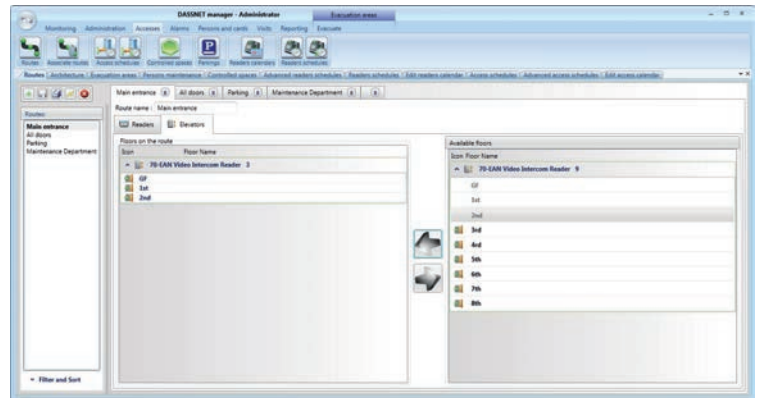 DASSNET manager - Administrator
Evacuation areas
Monitoring Administration Accesses Alarms Persons and cards Visits Reporting Evacuate
Routes Associate routes Access schedules Controlled spaces Parkings Readers calendars Readers schedules
Routes Architecture Evacuation areas Persons maintenance Controlled spaces Advanced readers schedules Readers schedules Edit readers calendar Access schedules Advanced access schedules Edit access calendar
Main entrance All doors Parking Maintenance Department
Routes
Main entrance
All doors
Parking
Maintenance Department
Filter and Sort
Route name : Main entrance
Readers Elevators
Floors on the route
Icon Floor Name
70-EAN Video Intercom Reader 3
GF
1st
2nd
Available floors
Icon Floor Name
70-EAN Video Intercom Reader 9
GF
1st
2nd
3rd
4rd
5th
6th
7th
8th